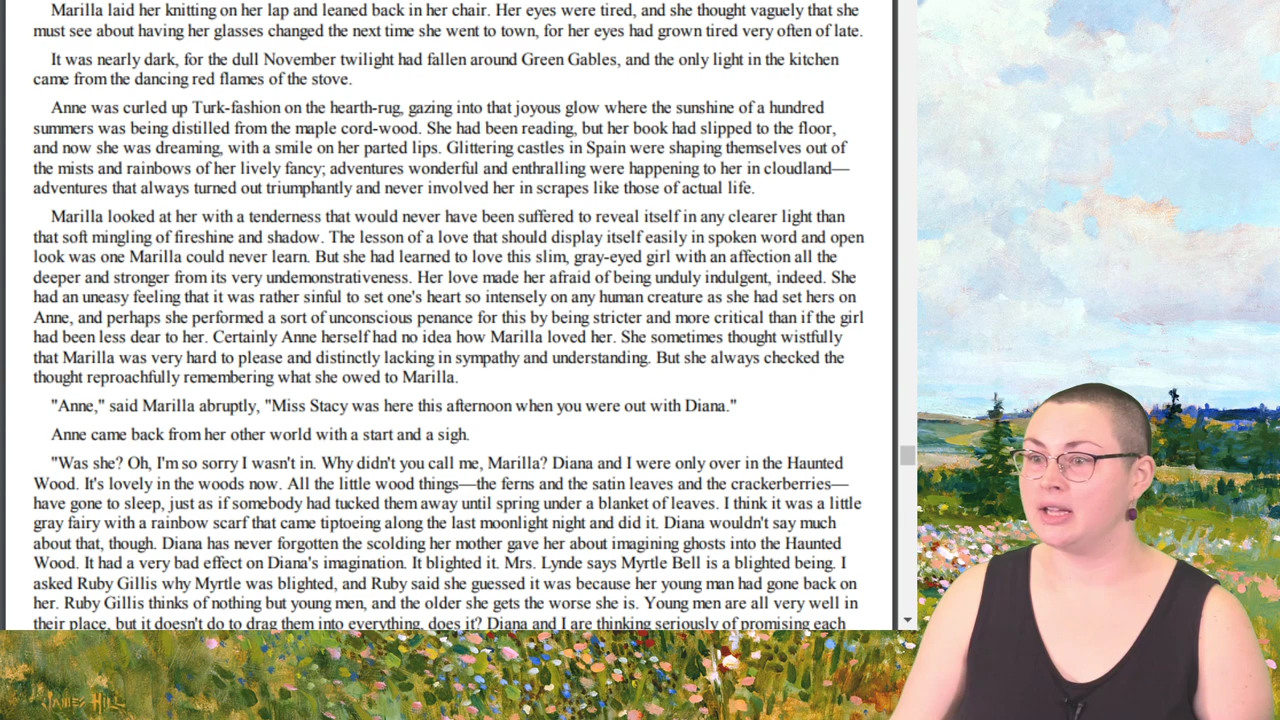 Marilla laid her knitting on her lap and leaned back in her chair. Her eyes were tired, and she thought vaguely that she
must see about having her glasses changed the next time she went to town, for her eyes had grown tired very often of late.
It was nearly dark, for the dull November twilight had fallen around Green Gables, and the only light in the kitchen
came from the dancing red flames of the stove.
Anne was curled up Turk-fashion on the hearth-rug, gazing into that joyous glow where the sunshine of a hundred
summers was being distilled from the maple cord-wood. She had been reading, but her book had slipped to the floor,
and now she was dreaming, with a smile on her parted lips. Glittering castles in Spain were shaping themselves out of
the mists and rainbows of her lively fancy; adventures wonderful and enthralling were happening to her in cloudland—
adventures that always turned out triumphantly and never involved her in scrapes like those of actual life.
Marilla looked at her with a tenderness that would never have been suffered to reveal itself in any clearer light than
that soft mingling of fireshine and shadow. The lesson of a love that should display itself easily in spoken word and open
look was one Marilla could never learn. But she had learned to love this slim, gray-eyed girl with an affection all the
deeper and stronger from its very undemonstrativeness. Her love made her afraid of being unduly indulgent, indeed. She
had an uneasy feeling that it was rather sinful to set one's heart so intensely on any human creature as she had set hers on
Anne, and perhaps she performed a sort of unconscious penance for this by being stricter and more critical than if the girl
had been less dear to her. Certainly Anne herself had no idea how Marilla loved her. She sometimes thought wistfully
that Marilla was very hard to please and distinctly lacking in sympathy and understanding. But she always checked the
thought reproachfully remembering what she owed to Marilla.
"Anne," said Marilla abruptly, "Miss Stacy was here this afternoon when you were out with Diana."
Anne came back from her other world with a start and a sigh.
"Was she? Oh, I'm so sorry I wasn't in. Why didn't you call me, Marilla? Diana and I were only over in the Haunted
Wood. It's lovely in the woods now. All the little wood things—the ferns and the satin leaves and the crackerberries—
have gone to sleep, just as if somebody had tucked them away until spring under a blanket of leaves. I think it was a little
gray fairy with a rainbow scarf that came tiptoeing along the last moonlight night and did it. Diana wouldn't say much
about that, though. Diana has never forgotten the scolding her mother gave her about imagining ghosts into the Haunted
Wood. It had a very bad effect on Diana's imagination. It blighted it. Mrs. Lynde says Myrtle Bell is a blighted being. I
asked Ruby Gillis why Myrtle was blighted, and Ruby said she guessed it was because her young man had gone back on
her. Ruby Gillis thinks of nothing but young men, and the older she gets the worse she is. Young men are all very well in
their place, but it doesn't do to drag them into everything, does it? Diana and I are thinking seriously of promising each
JAMES HILL